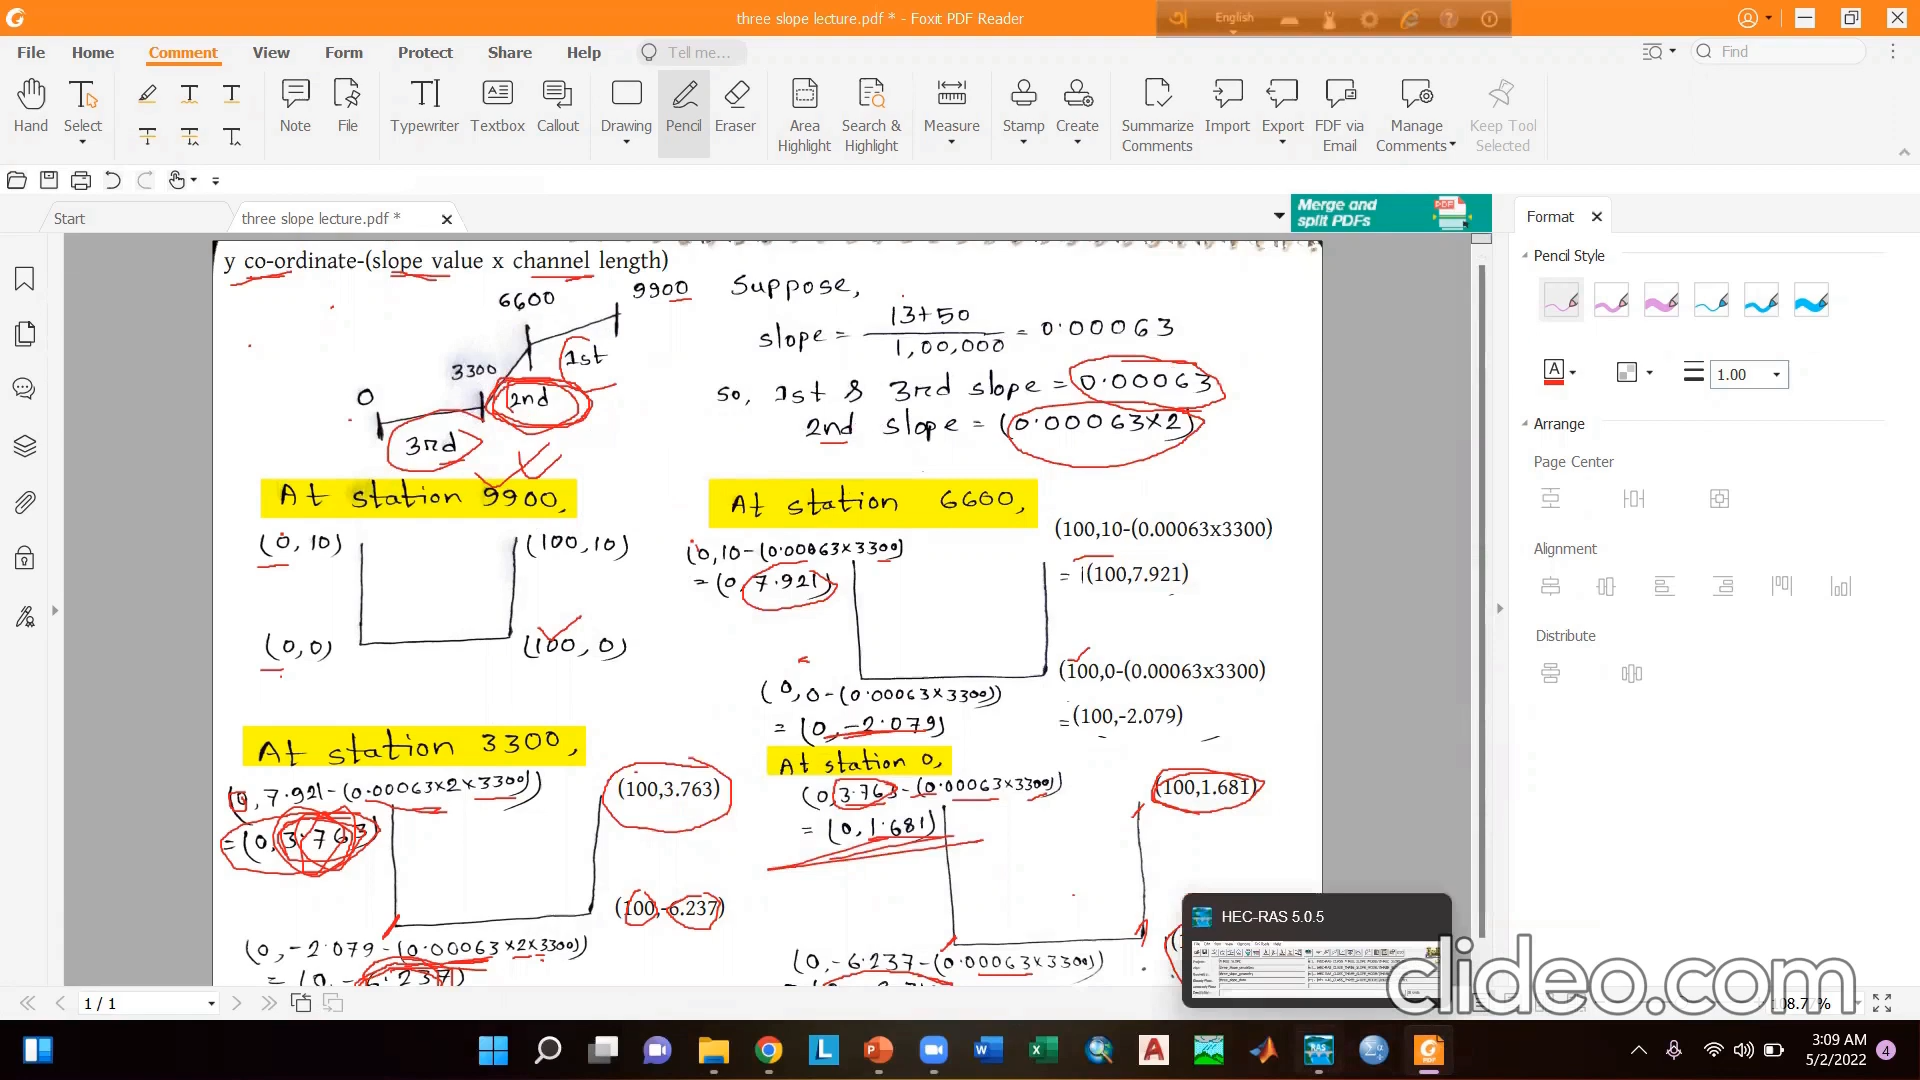 three slope lecture.pdf * - Foxit PDF Reader
English
File Home Comment View Form Protect Share Help Tell me... Find
Hand Select Note File Typewriter Textbox Callout Drawing Pencil Eraser Area Highlight Search & Highlight Measure Stamp Create Summarize Comments Import Export FDF via Email Manage Comments Keep Tool Selected
Start three slope lecture.pdf *
Merge and split PDFs
y co-ordinate-(slope value x channel length)
6600 9900
3300 1st
0 2nd
3rd
Suppose,
slope = 13+50 / 1,00,000 = 0.00063
so, 1st & 3rd slope = 0.00063
2nd slope = (0.00063×2)
At station 9900,
(0, 10) (100, 10)
(0, 0) (100, 0)
At station 6600,
(0, 10-(0.00063×3300)
= (0, 7.921)
(100,10-(0.00063x3300)
= (100,7.921)
(0, 0-(0.00063×3300))
= (0, -2.079)
(100,0-(0.00063x3300)
=(100,-2.079)
At station 3300,
(0, 7.921-(0.00063×2×3300))
= (0, 3.763)
(100,3.763)
(100,-6.237)
(0, -2.079-(0.00063×2×3300))
= (0, -6.237)
At station 0,
(0, 3.763-(0.00063×3300)
= (0, 1.681)
(100,1.681)
(0, -6.237-(0.00063×3300))
Format
Pencil Style
1.00
Arrange
Page Center
Alignment
Distribute
HEC-RAS 5.0.5
clideo.com
1 / 1
108.77%
3:09 AM
5/2/2022
4